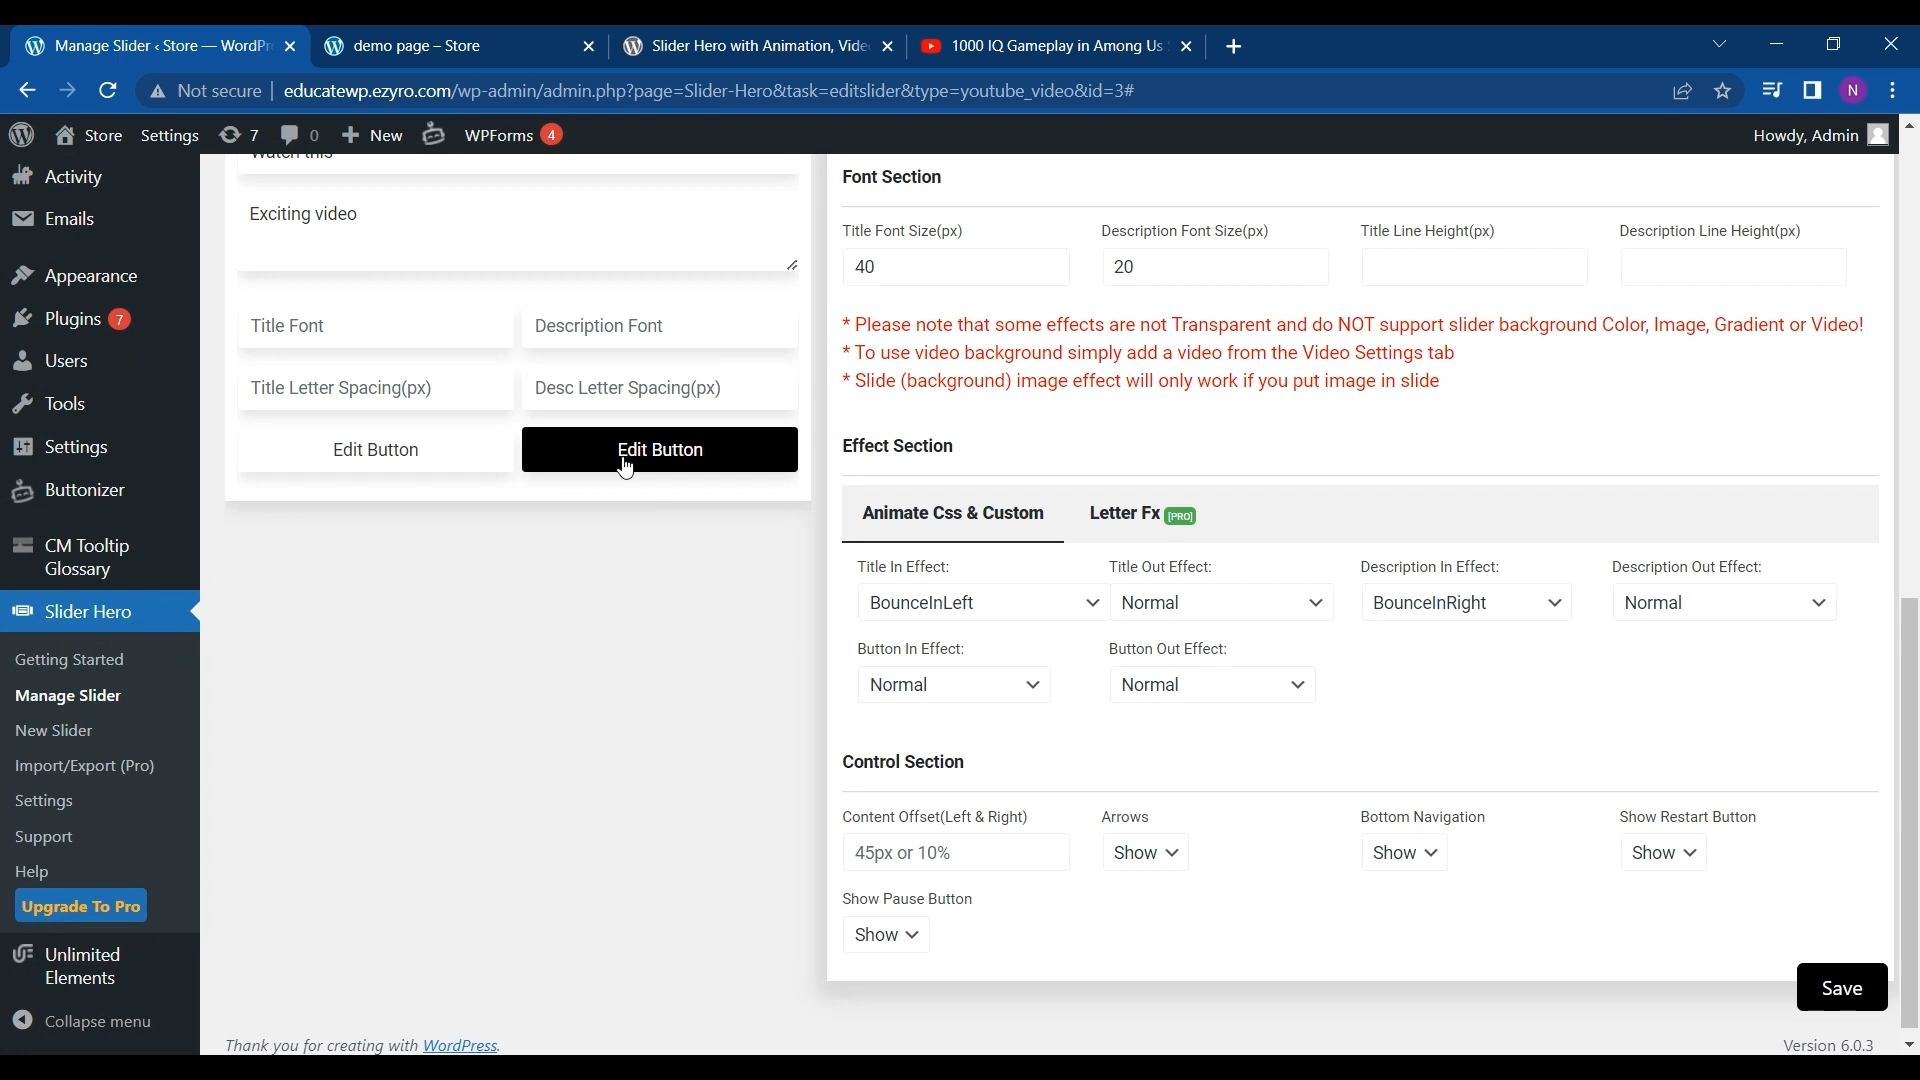 Manage Slider ‹ Store — WordPr
demo page – Store
Slider Hero with Animation, Vide
1000 IQ Gameplay in Among Us
Not secure
educatewp.ezyro.com/wp-admin/admin.php?page=Slider-Hero&task=editslider&type=youtube_video&id=3#
N
Store
Settings
7
0
New
WPForms 4
Howdy, Admin
Activity
Emails
Appearance
Plugins 7
Users
Tools
Settings
Buttonizer
CM Tooltip
Glossary
Slider Hero
Getting Started
Manage Slider
New Slider
Import/Export (Pro)
Settings
Support
Help
Upgrade To Pro
Unlimited
Elements
Collapse menu
Watch this
Exciting video
Title Font
Description Font
Title Letter Spacing(px)
Desc Letter Spacing(px)
Edit Button
Edit Button
Font Section
Title Font Size(px)
Description Font Size(px)
Title Line Height(px)
Description Line Height(px)
40
20
* Please note that some effects are not Transparent and do NOT support slider background Color, Image, Gradient or Video!
* To use video background simply add a video from the Video Settings tab
* Slide (background) image effect will only work if you put image in slide
Effect Section
Animate Css & Custom
Letter Fx [PRO]
Title In Effect:
Title Out Effect:
Description In Effect:
Description Out Effect:
BounceInLeft
Normal
BounceInRight
Normal
Button In Effect:
Button Out Effect:
Normal
Normal
Control Section
Content Offset(Left & Right)
Arrows
Bottom Navigation
Show Restart Button
45px or 10%
Show
Show
Show
Show Pause Button
Show
Save
Thank you for creating with WordPress.
Version 6.0.3